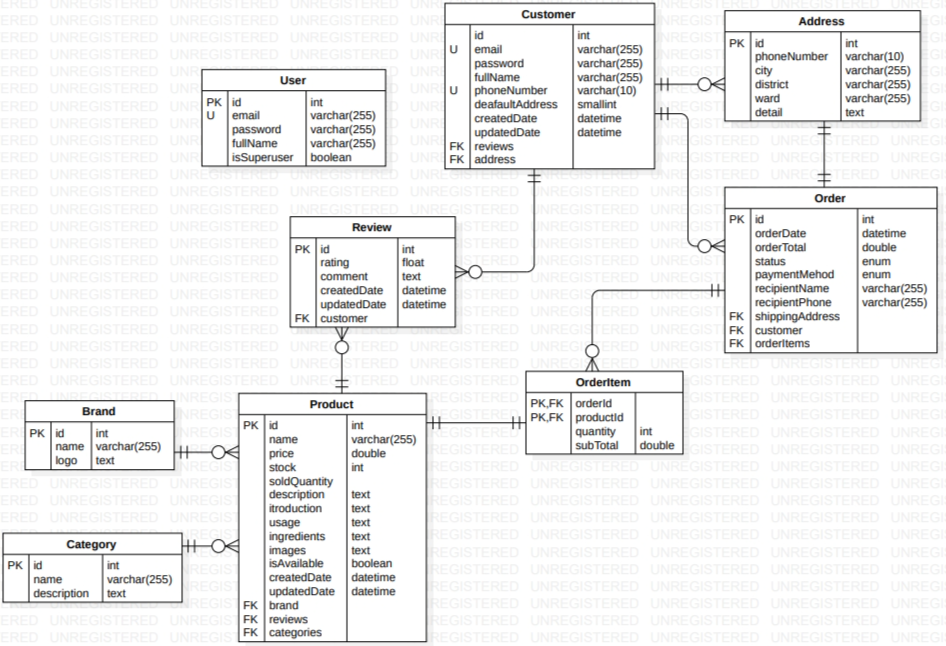 Customer
id int
U email varchar(255)
password varchar(255)
fullName varchar(255)
U phoneNumber varchar(10)
deafaultAddress smallint
createdDate datetime
updatedDate datetime
FK reviews
FK address
Address
PK id int
phoneNumber varchar(10)
city varchar(255)
district varchar(255)
ward varchar(255)
detail text
User
PK id int
U email varchar(255)
password varchar(255)
fullName varchar(255)
isSuperuser boolean
Order
PK id int
orderDate datetime
orderTotal double
status enum
paymentMehod enum
recipientName varchar(255)
recipientPhone varchar(255)
FK shippingAddress
FK customer
FK orderItems
Review
PK id int
rating float
comment text
createdDate datetime
updatedDate datetime
FK customer
OrderItem
PK,FK orderId
PK,FK productId
quantity int
subTotal double
Product
PK id int
name varchar(255)
price double
stock int
soldQuantity
description text
itroduction text
usage text
ingredients text
images text
isAvailable boolean
createdDate datetime
updatedDate datetime
FK brand
FK reviews
FK categories
Brand
PK id int
name varchar(255)
logo text
Category
PK id int
name varchar(255)
description text
UNREGISTERED